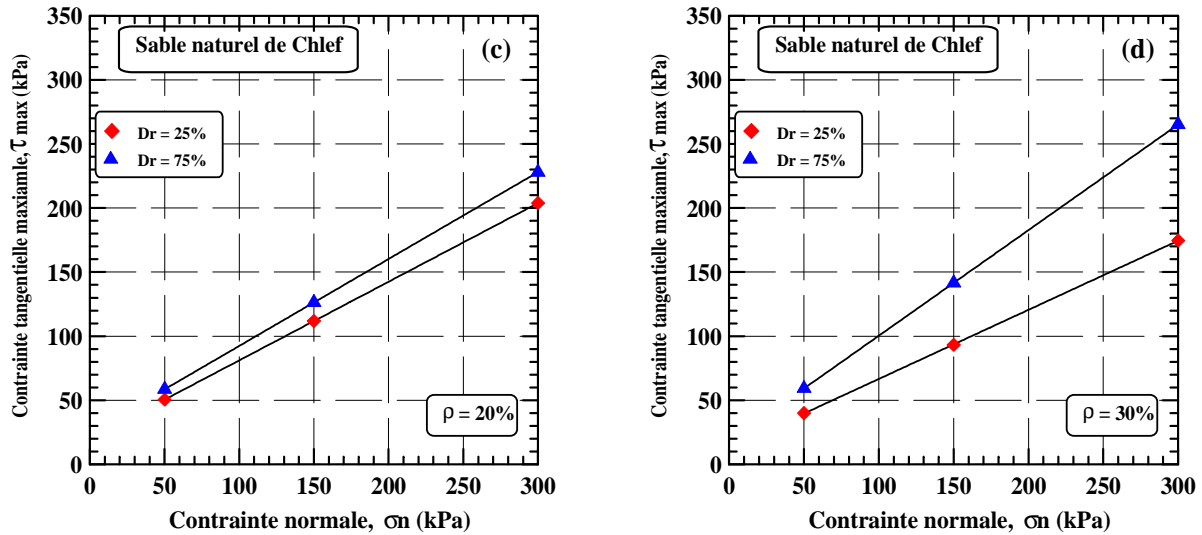 Sable naturel de Chlef
(c)
Dr = 25%
Dr = 75%
ρ = 20%
Contrainte tangentielle maxiamle, τ max (kPa)
400
350
300
250
200
150
100
50
0
0 50 100 150 200 250 300
Contrainte normale, σn (kPa)
Sable naturel de Chlef
(d)
Dr = 25%
Dr = 75%
ρ = 30%
Contrainte tangentielle maxiamle, τ max (kPa)
350
300
250
200
150
100
50
0
0 50 100 150 200 250 300
Contrainte normale, σn (kPa)